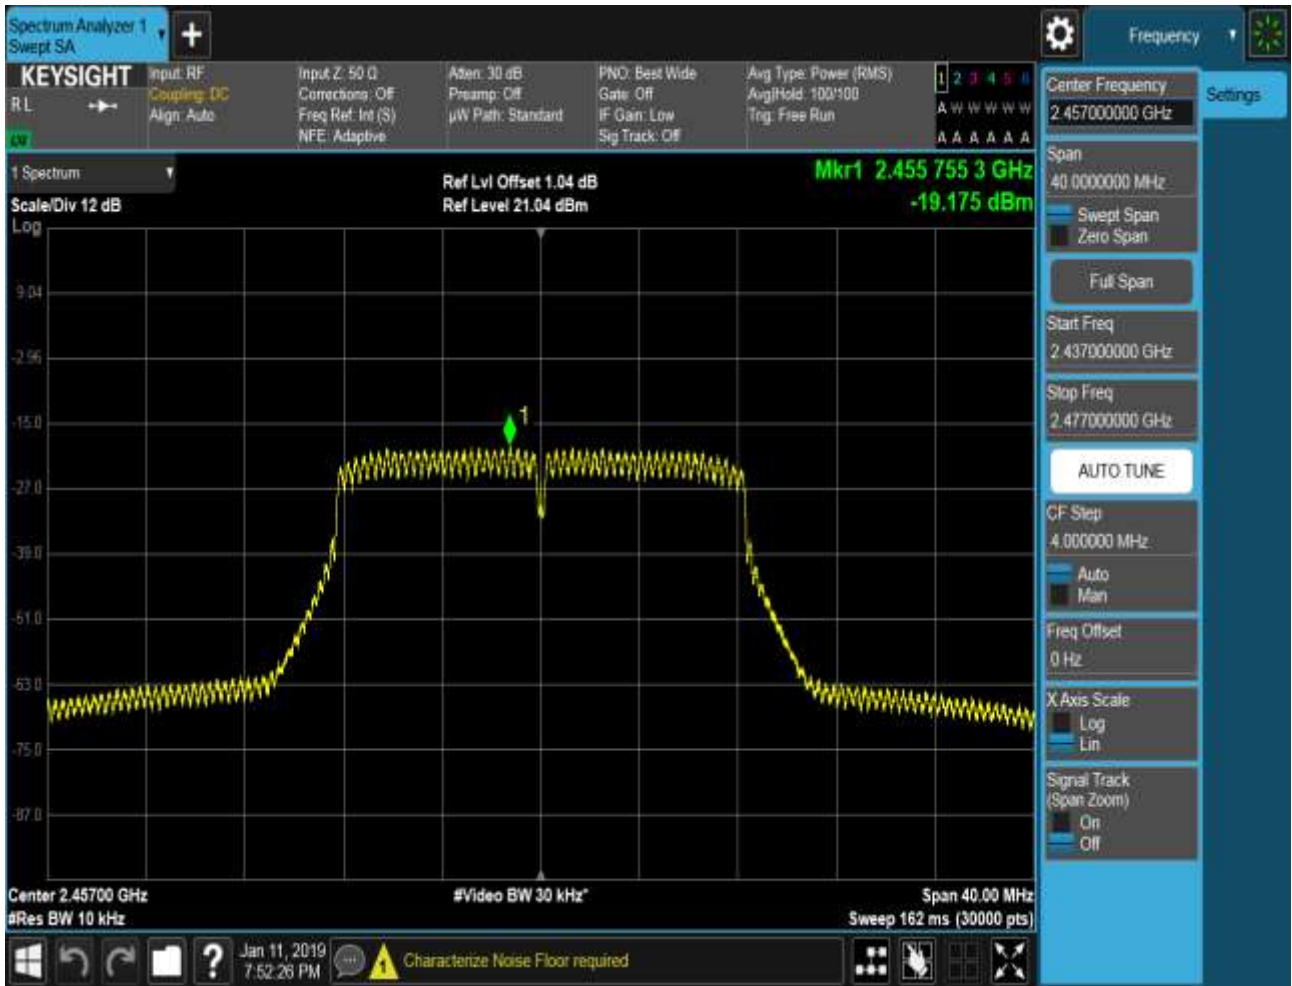 Spectrum Analyzer 1
Swept SA
+
Frequency
KEYSIGHT
R L
LXI
Input: RF
Coupling: DC
Align: Auto
Input Z: 50 Ω
Corrections: Off
Freq Ref: Int (S)
NFE: Adaptive
Atten: 30 dB
Preamp: Off
µW Path: Standard
PNO: Best Wide
Gate: Off
IF Gain: Low
Sig Track: Off
Avg Type: Power (RMS)
Avg|Hold: 100/100
Trig: Free Run
1 2 3 4 5 6
A W W W W W
A A A A A A
Center Frequency
2.457000000 GHz
Settings
1 Spectrum
Scale/Div 12 dB
Log
Ref Lvl Offset 1.04 dB
Ref Level 21.04 dBm
Mkr1 2.455 755 3 GHz
-19.175 dBm
9.04
-2.96
-15.0
-27.0
-39.0
-51.0
-63.0
-75.0
-87.0
1
Span
40.0000000 MHz
Swept Span
Zero Span
Full Span
Start Freq
2.437000000 GHz
Stop Freq
2.477000000 GHz
AUTO TUNE
CF Step
4.000000 MHz
Auto
Man
Freq Offset
0 Hz
X Axis Scale
Log
Lin
Signal Track
(Span Zoom)
On
Off
Center 2.45700 GHz
#Res BW 10 kHz
#Video BW 30 kHz*
Span 40.00 MHz
Sweep 162 ms (30000 pts)
?
Jan 11, 2019
7:52:26 PM
1
Characterize Noise Floor required